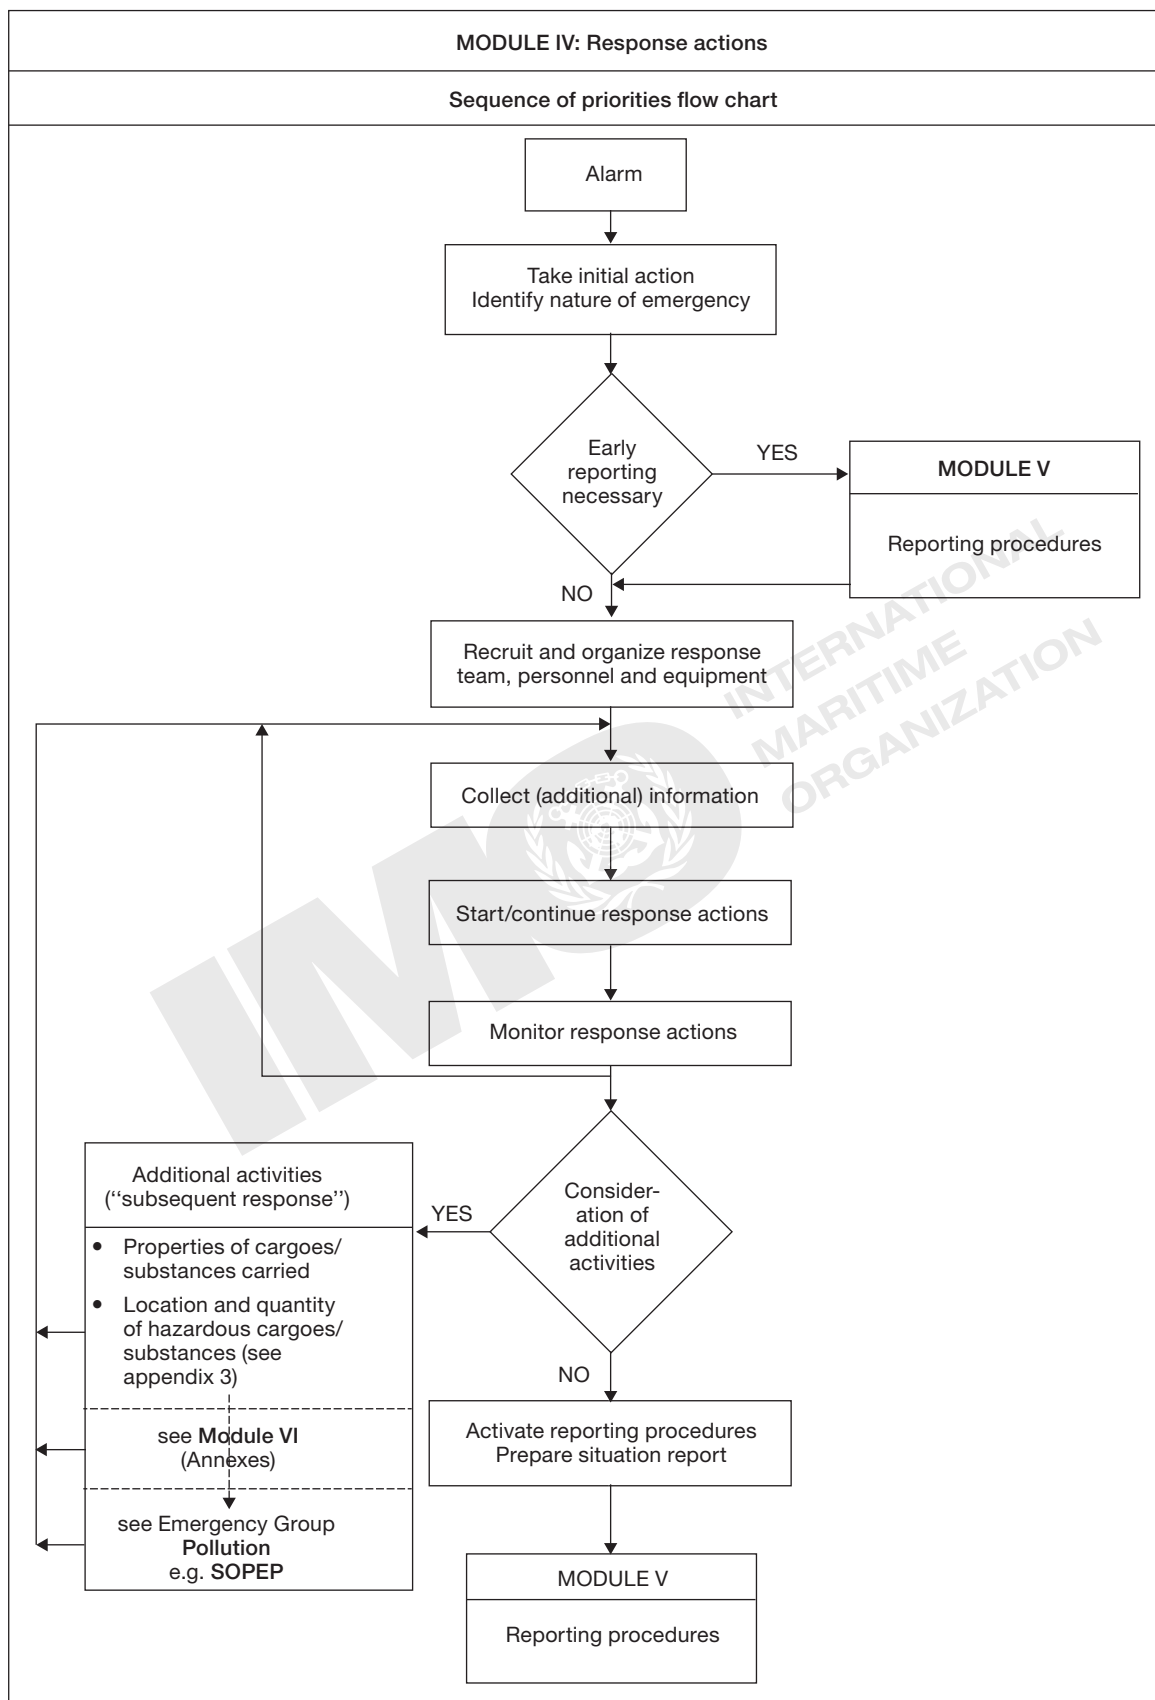 MODULE IV: Response actions
Sequence of priorities flow chart
Alarm
Take initial action
Identify nature of emergency
Early
reporting
necessary
YES
MODULE V
Reporting procedures
NO
Recruit and organize response
team, personnel and equipment
Collect (additional) information
Start/continue response actions
Monitor response actions
Consider-
ation of
additional
activities
YES
Additional activities
(‘‘subsequent response’’)
• Properties of cargoes/
substances carried
• Location and quantity
of hazardous cargoes/
substances (see
appendix 3)
see Module VI
(Annexes)
see Emergency Group
Pollution
e.g. SOPEP
NO
Activate reporting procedures
Prepare situation report
MODULE V
Reporting procedures
IMO
INTERNATIONAL
MARITIME
ORGANIZATION